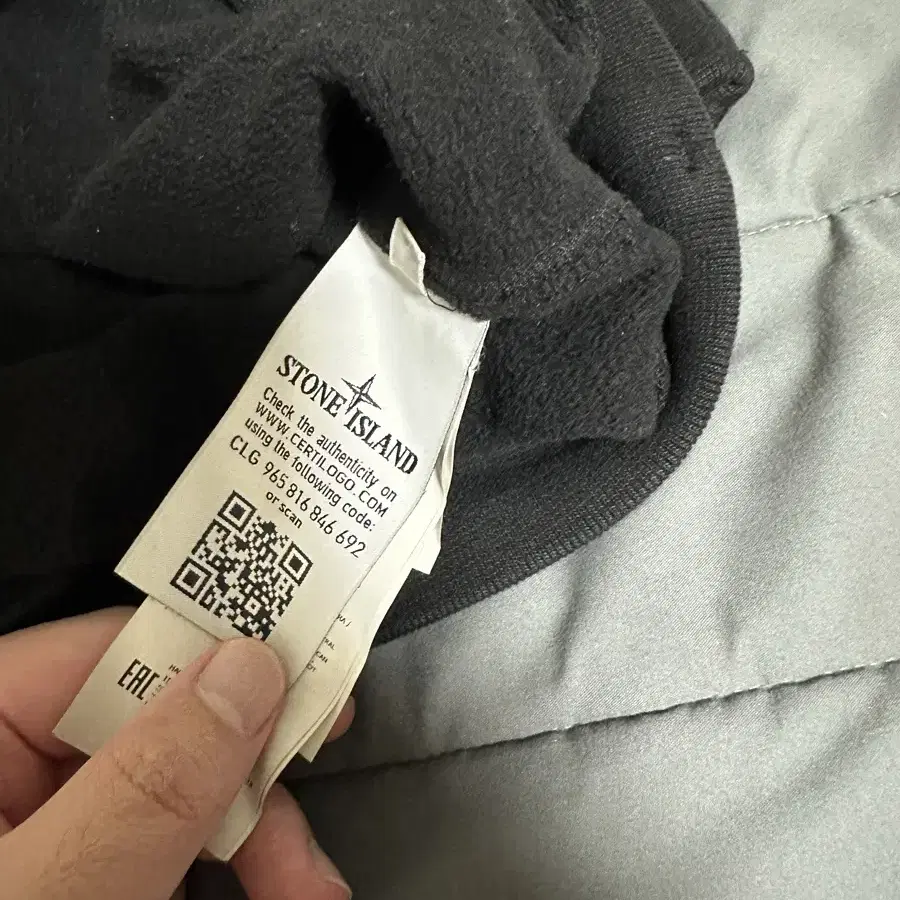 STONE ISLAND
Check the authenticity on
WWW.CERTILOGO.COM
using the following code:
CLG 965 816 846 692
or scan
EAC